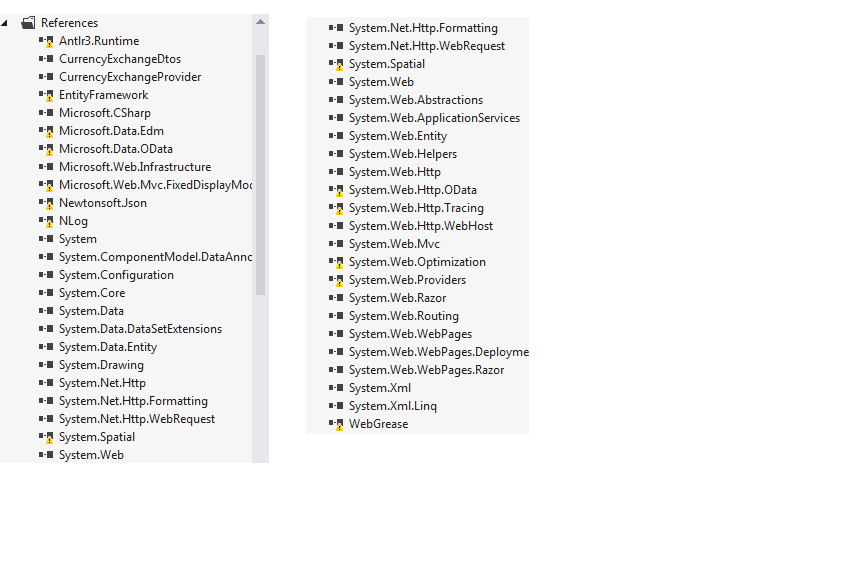 References
Antlr3.Runtime
CurrencyExchangeDtos
CurrencyExchangeProvider
EntityFramework
Microsoft.CSharp
Microsoft.Data.Edm
Microsoft.Data.OData
Microsoft.Web.Infrastructure
Microsoft.Web.Mvc.FixedDisplayMod
Newtonsoft.Json
NLog
System
System.ComponentModel.DataAnno
System.Configuration
System.Core
System.Data
System.Data.DataSetExtensions
System.Data.Entity
System.Drawing
System.Net.Http
System.Net.Http.Formatting
System.Net.Http.WebRequest
System.Spatial
System.Web
System.Net.Http.Formatting
System.Net.Http.WebRequest
System.Spatial
System.Web
System.Web.Abstractions
System.Web.ApplicationServices
System.Web.Entity
System.Web.Helpers
System.Web.Http
System.Web.Http.OData
System.Web.Http.Tracing
System.Web.Http.WebHost
System.Web.Mvc
System.Web.Optimization
System.Web.Providers
System.Web.Razor
System.Web.Routing
System.Web.WebPages
System.Web.WebPages.Deployme
System.Web.WebPages.Razor
System.Xml
System.Xml.Linq
WebGrease